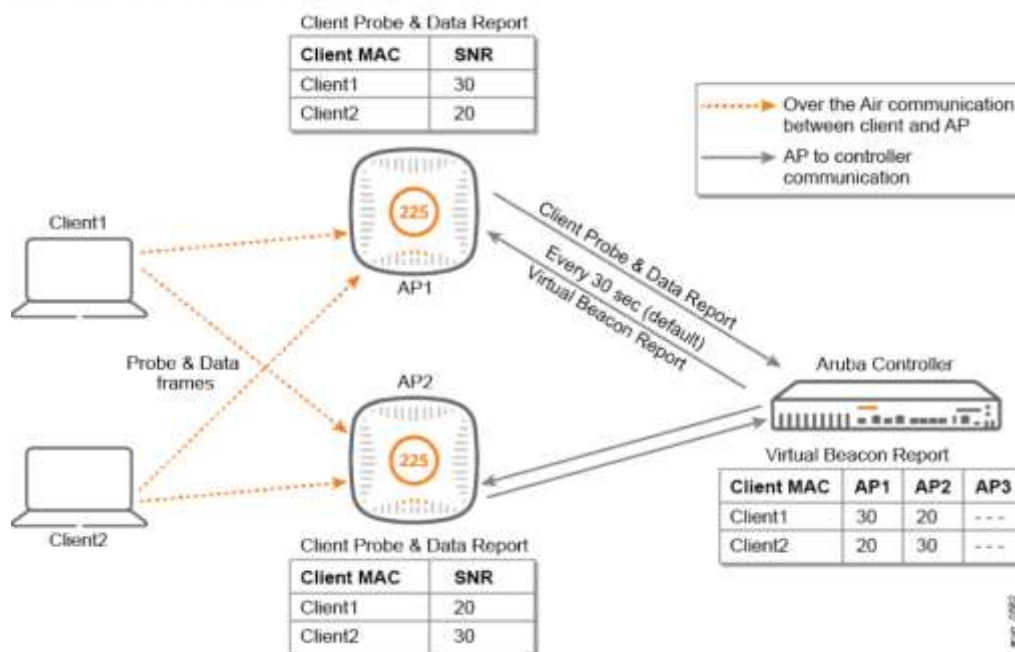 Client Probe & Data Report
Client MAC SNR
Client1 30
Client2 20
Over the Air communication
between client and AP
AP to controller
communication
Client1
225
AP1
Client Probe & Data Report
Every 30 sec (default)
Virtual Beacon Report
Probe & Data
frames
AP2
225
Client2
Aruba Controller
Virtual Beacon Report
Client MAC AP1 AP2 AP3
Client1 30 20 ---
Client2 20 30 ---
Client Probe & Data Report
Client MAC SNR
Client1 20
Client2 30